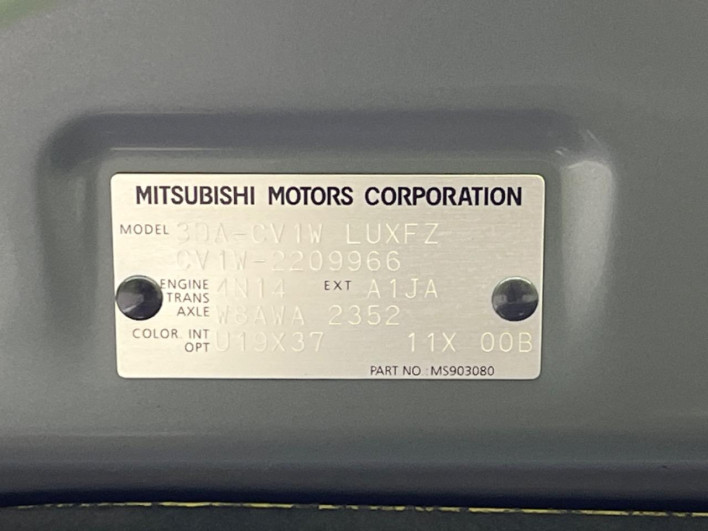 MITSUBISHI MOTORS CORPORATION
MODEL 3DA-CV1W LUXFZ
CV1W-2209966
ENGINE 4N14 EXT A1JA
TRANS
AXLE W8AWA 2352
COLOR INT U19X37 11X 00B
OPT
PART NO : MS903080